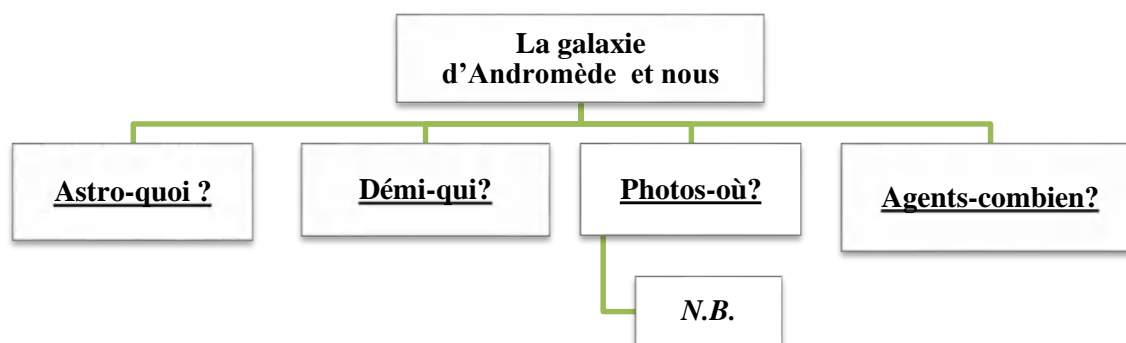 La galaxie
d’Andromède et nous
Astro-quoi ?
Démi-qui?
Photos-où?
Agents-combien?
N.B.